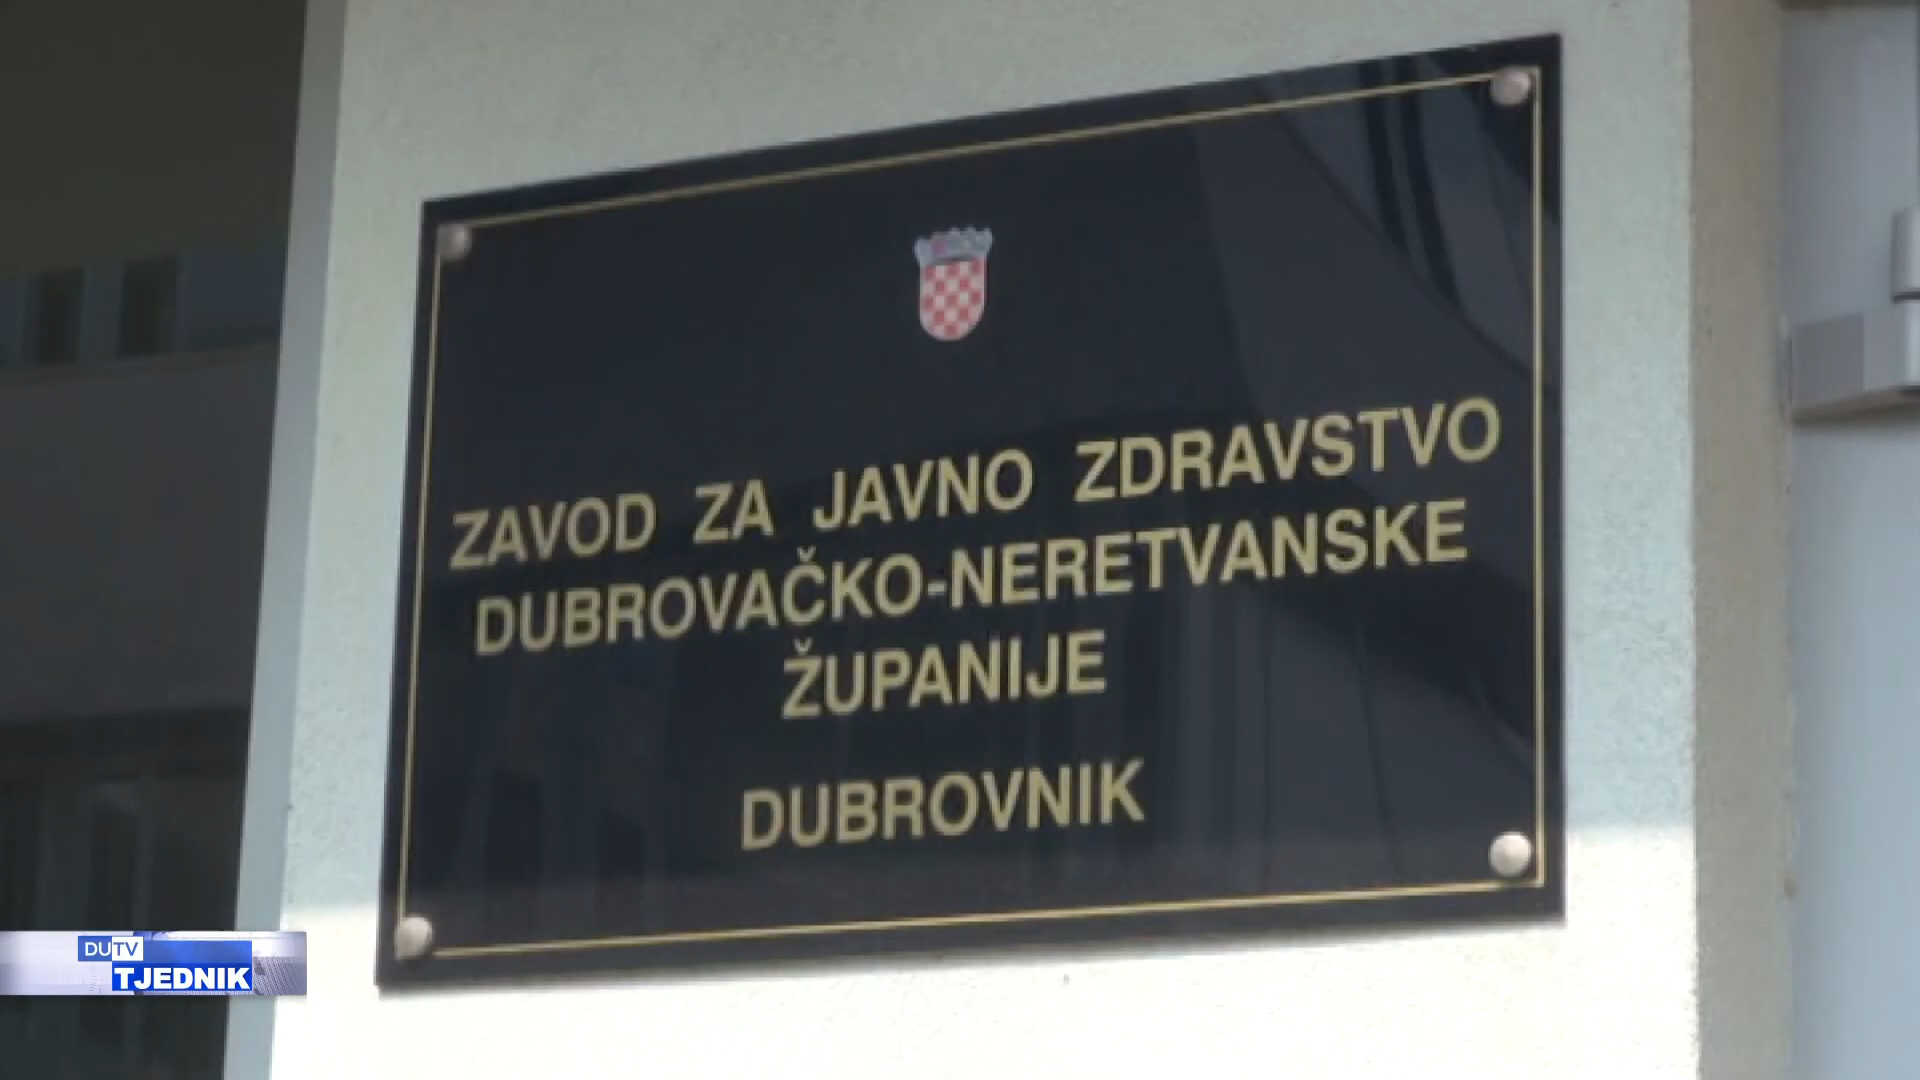 ZAVOD ZA JAVNO ZDRAVSTVO
DUBROVAČKO-NERETVANSKE
ŽUPANIJE
DUBROVNIK
DUTV
TJEDNIK